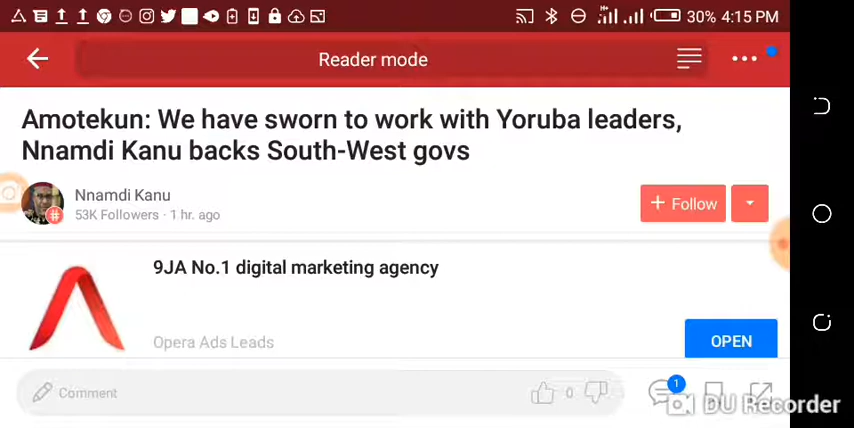 30% 4:15 PM
Reader mode
Amotekun: We have sworn to work with Yoruba leaders,
Nnamdi Kanu backs South-West govs
Nnamdi Kanu
53K Followers · 1 hr. ago
+ Follow
#
9JA No.1 digital marketing agency
Opera Ads Leads
OPEN
Comment
0
1
DU Recorder